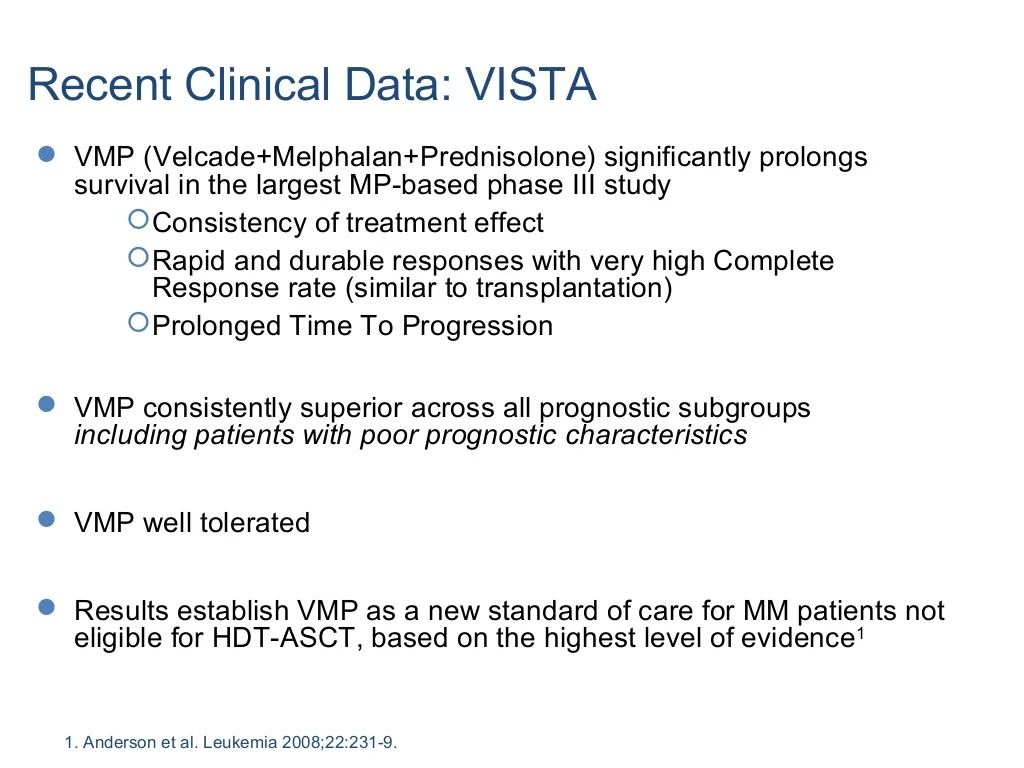 Recent Clinical Data: VISTA
VMP (Velcade+Melphalan+Prednisolone) significantly prolongs
survival in the largest MP-based phase III study
Consistency of treatment effect
Rapid and durable responses with very high Complete
Response rate (similar to transplantation)
Prolonged Time To Progression
VMP consistently superior across all prognostic subgroups
including patients with poor prognostic characteristics
VMP well tolerated
Results establish VMP as a new standard of care for MM patients not
eligible for HDT-ASCT, based on the highest level of evidence¹
1. Anderson et al. Leukemia 2008;22:231-9.